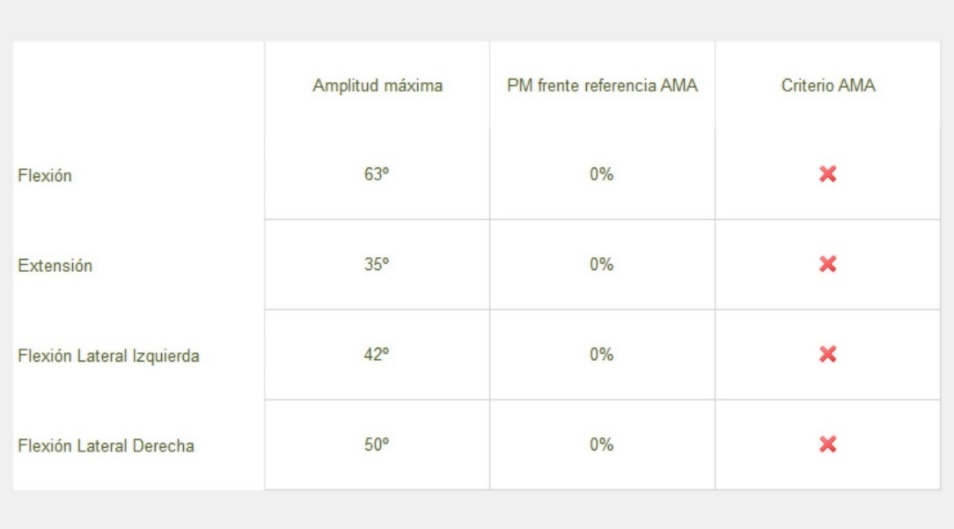 Amplitud máxima PM frente referencia AMA Criterio AMA
Flexión 63º 0%
Extensión 35º 0%
Flexión Lateral Izquierda 42º 0%
Flexión Lateral Derecha 50º 0%